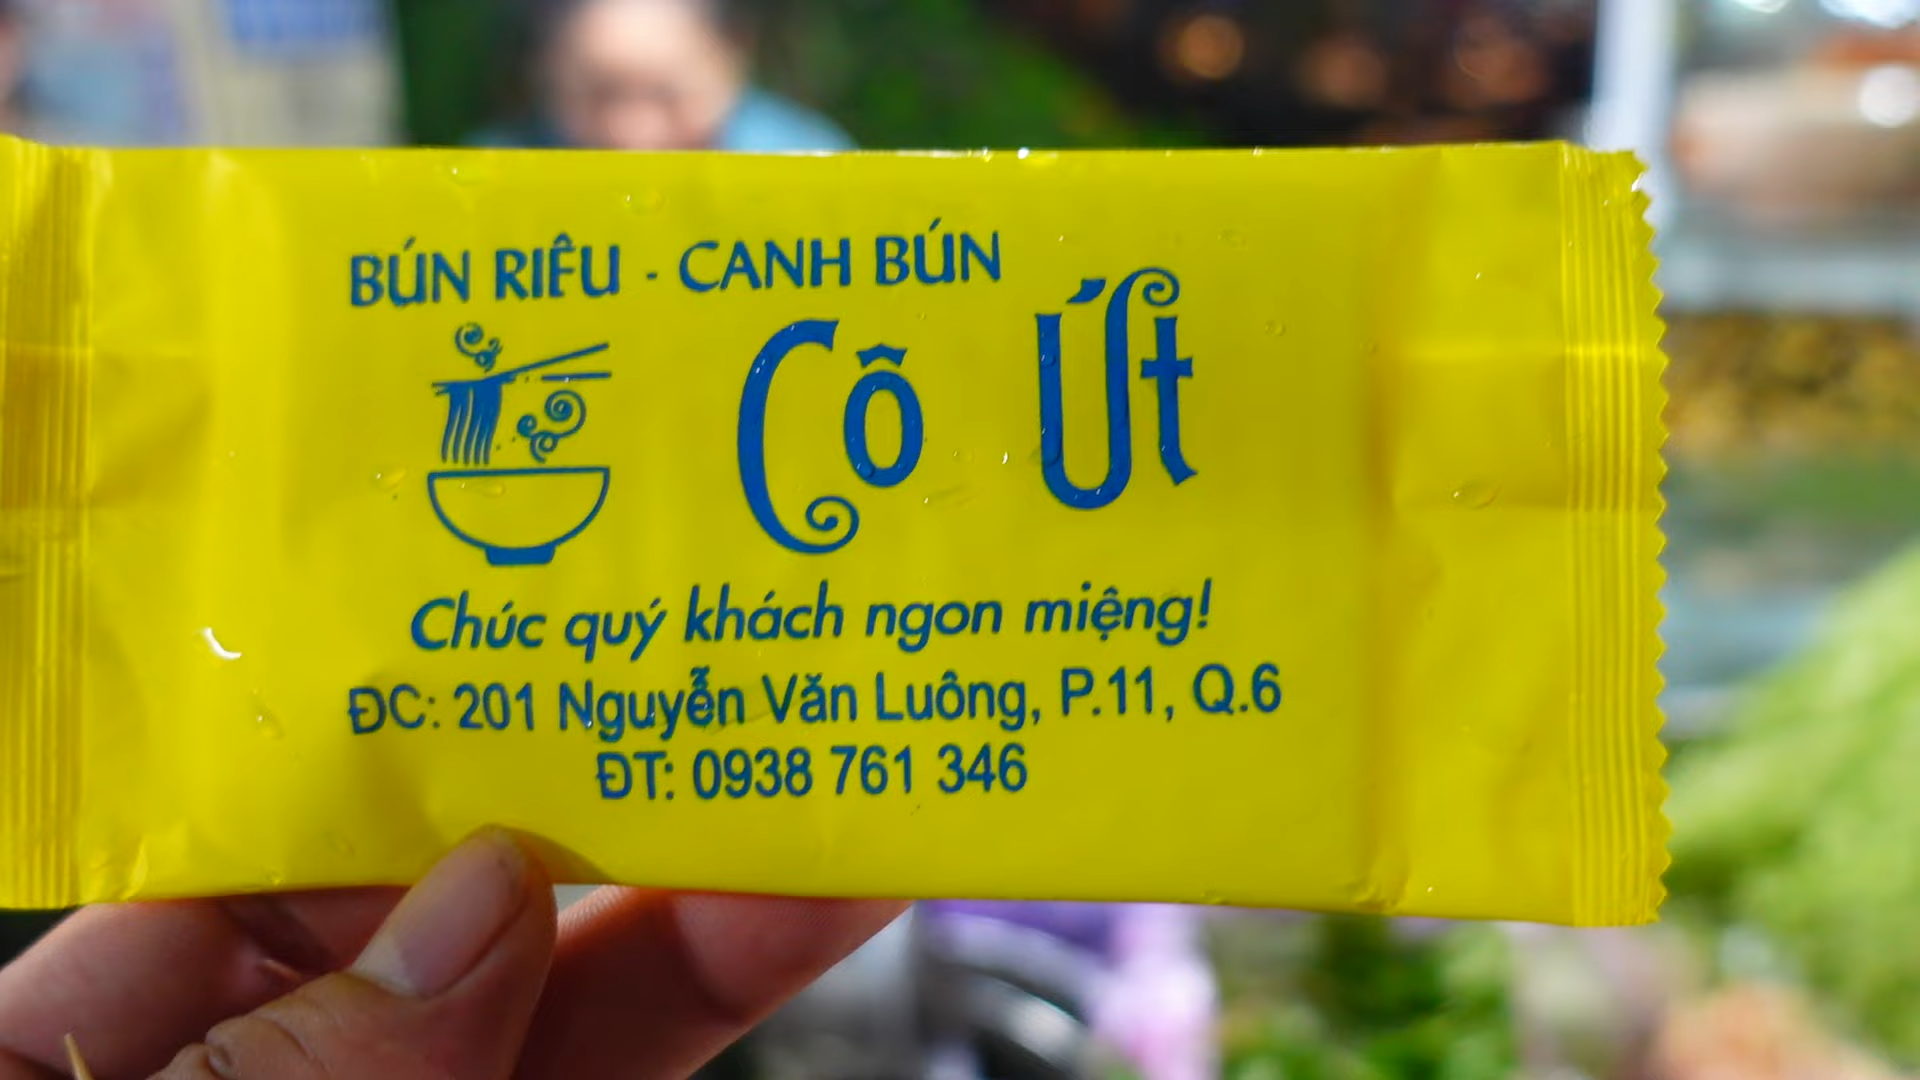 BÚN RIÊU - CANH BÚN
Cô Út
Chúc quý khách ngon miệng!
ĐC: 201 Nguyễn Văn Luông, P.11, Q.6
ĐT: 0938 761 346